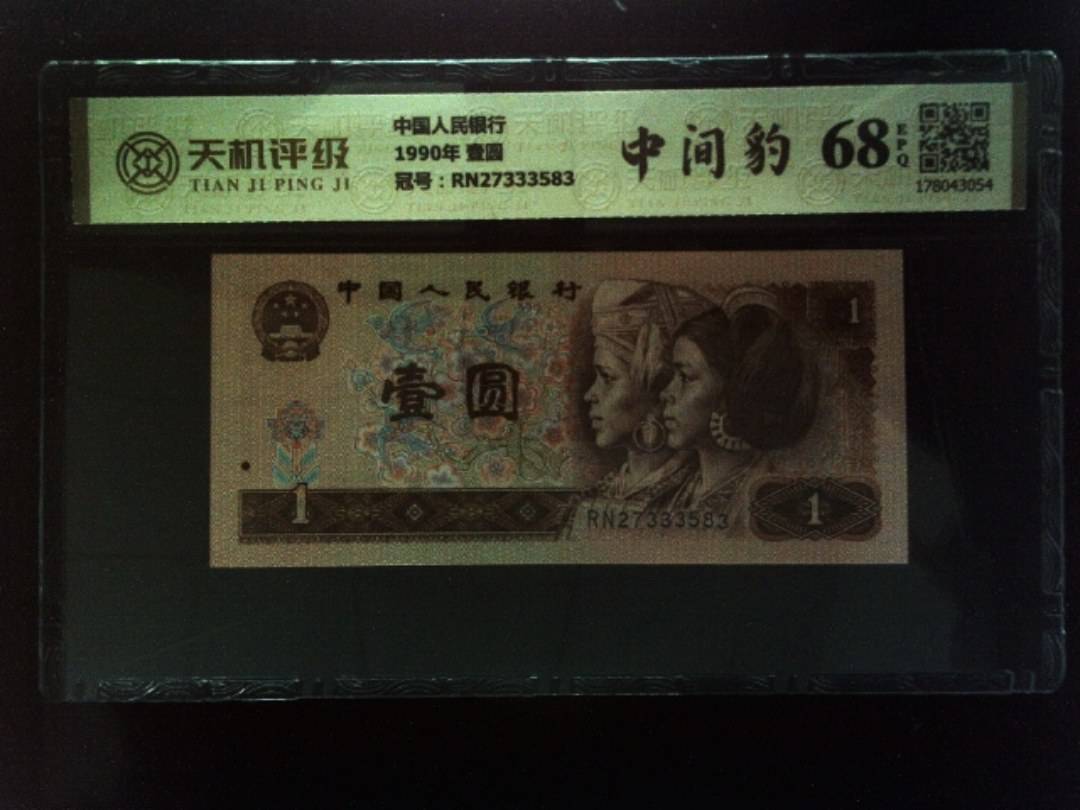 天机评级
TIAN JI PING JI
中国人民银行
1990年 壹圆
冠号：RN27333583
中间豹
68
EPQ
178043054
中国人民银行
1
壹圆
1
RN27333583
1